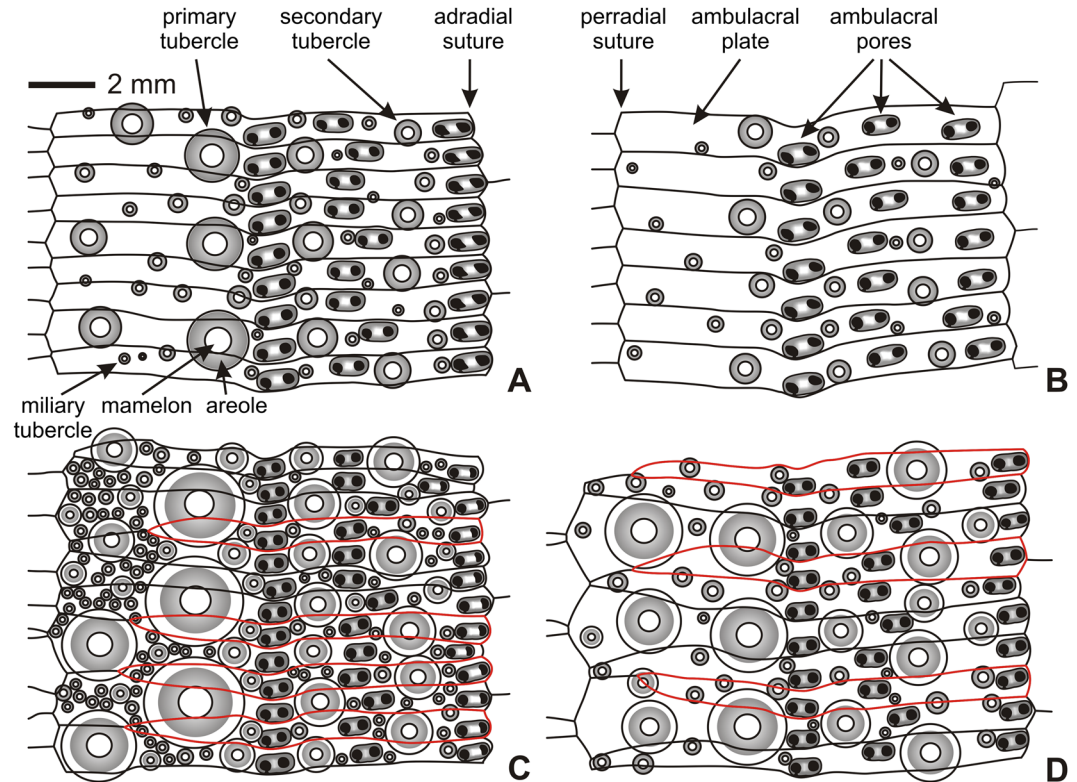 primary
tubercle
secondary
tubercle
adradial
suture
perradial
suture
ambulacral
plate
ambulacral
pores
2 mm
A
B
miliary
tubercle
mamelon
areole
C
D